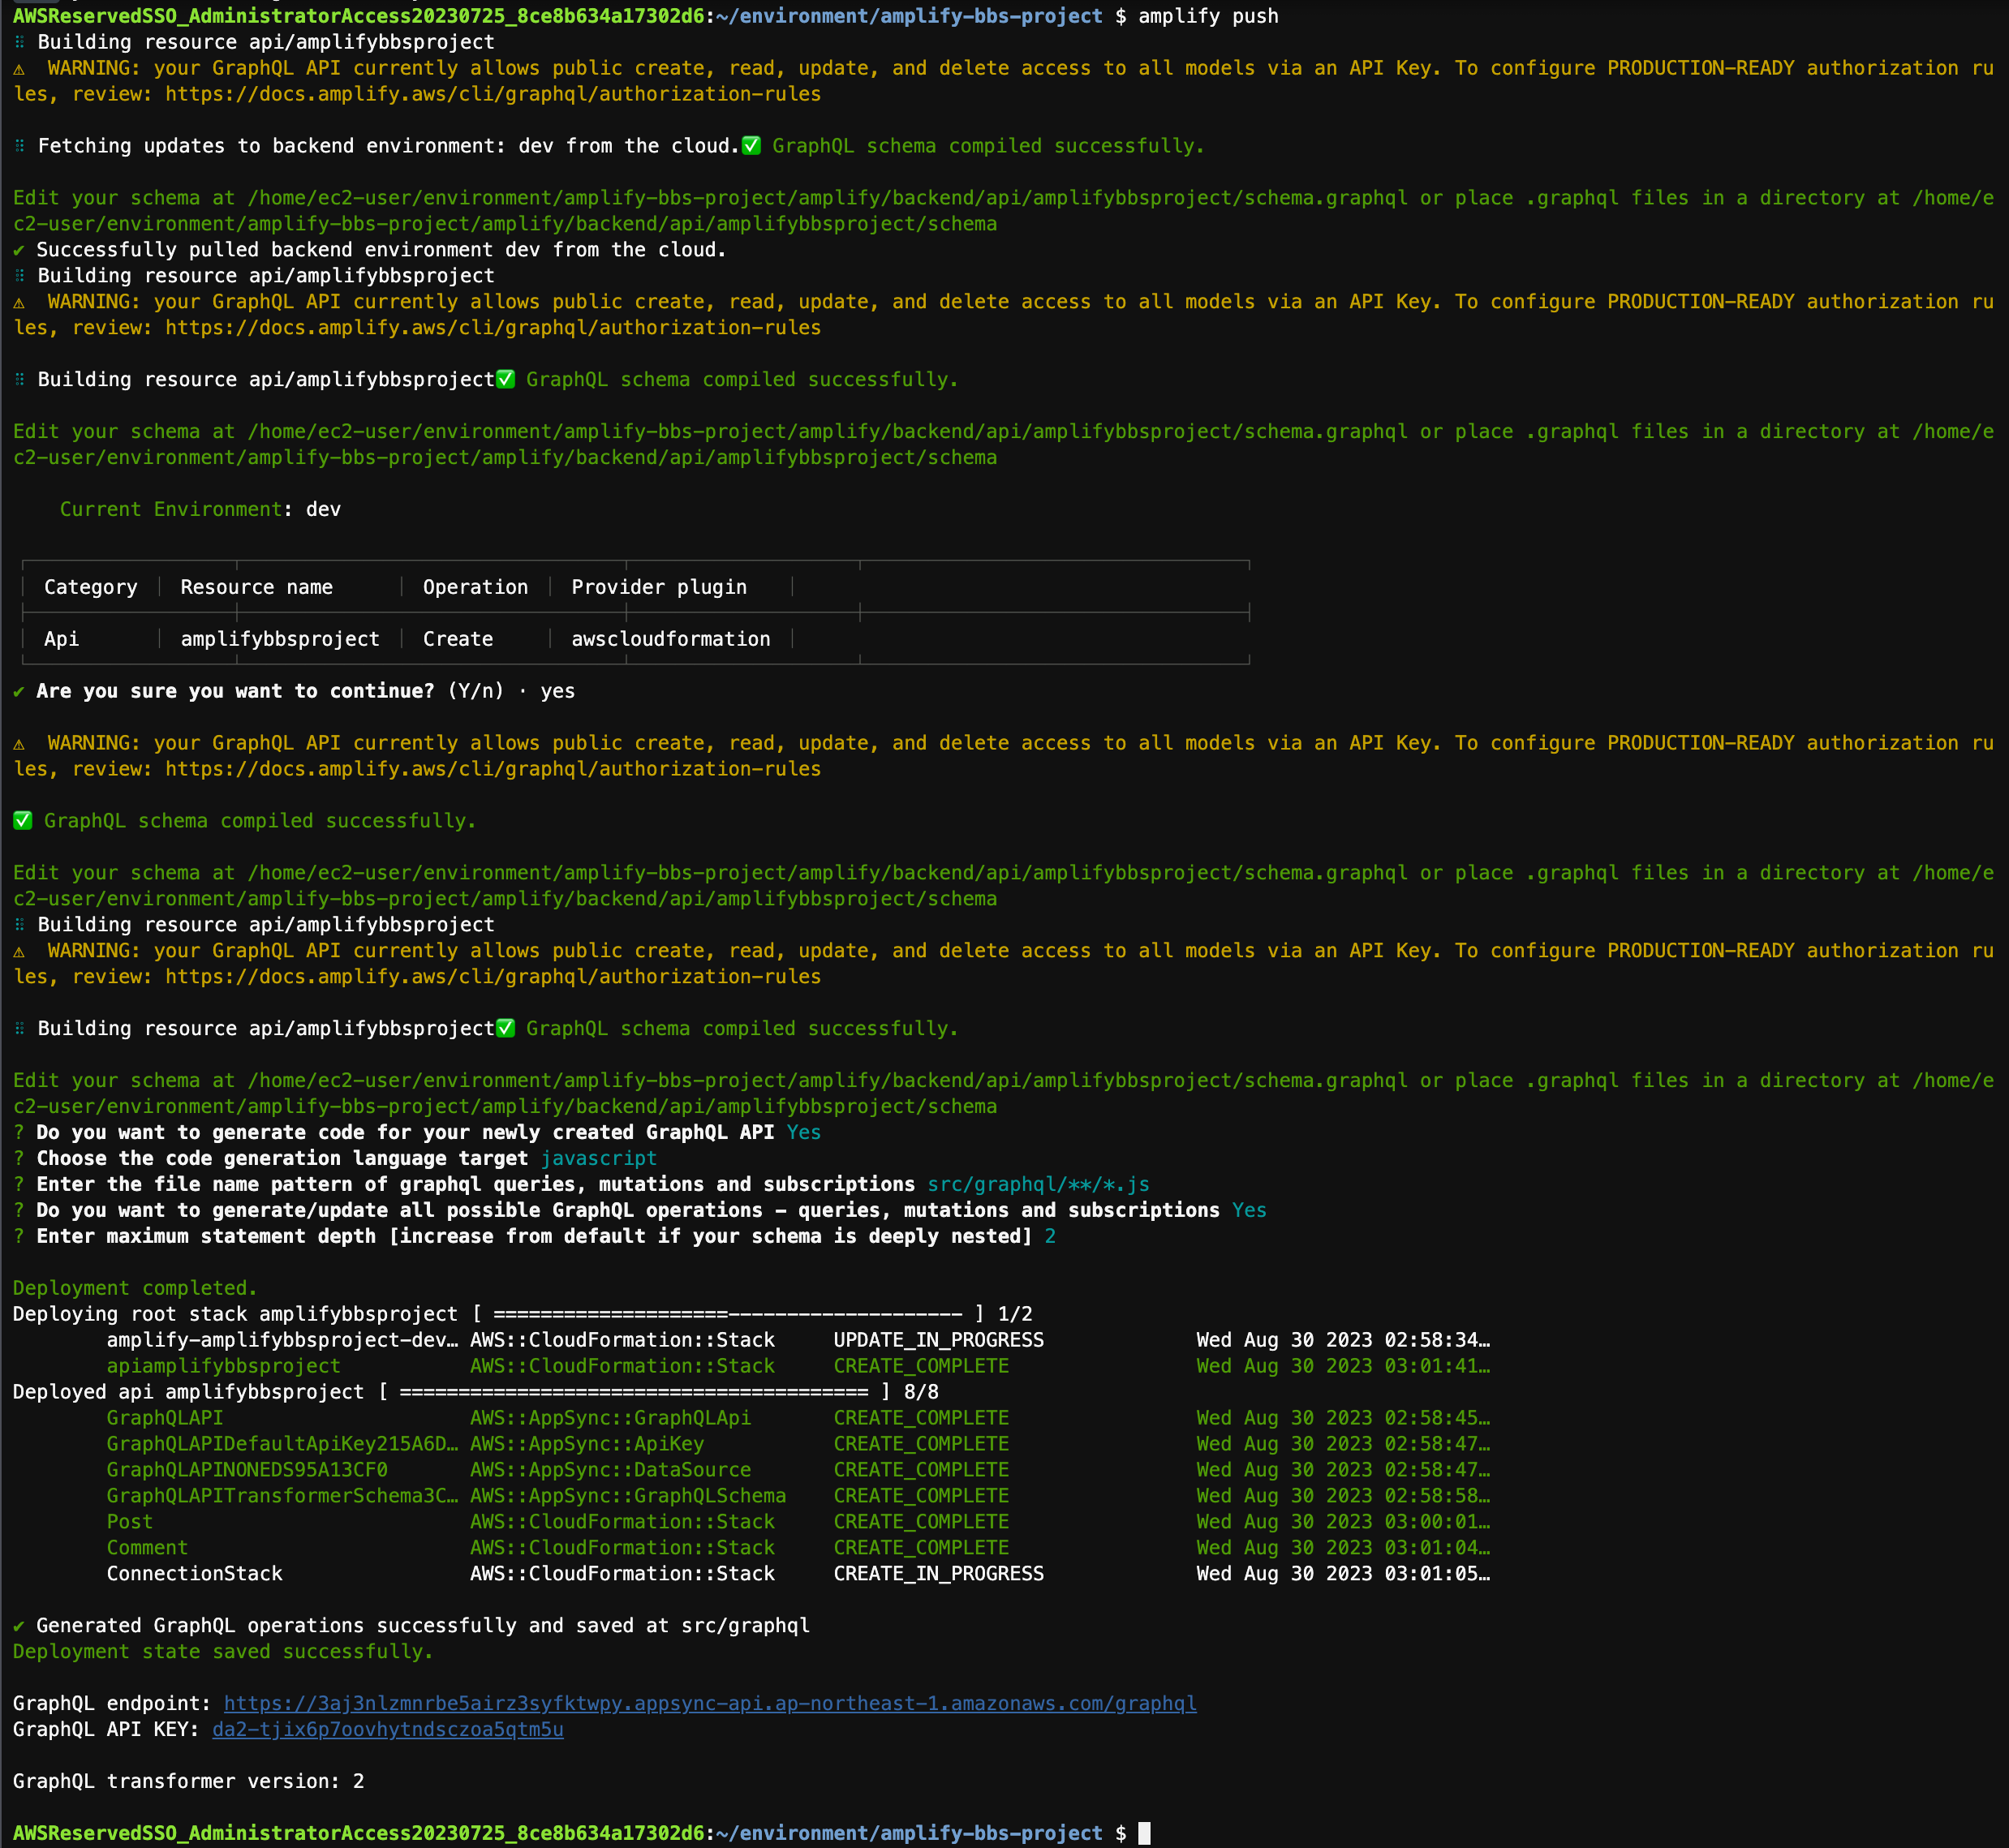 AWSReservedSSO_AdministratorAccess20230725_8ce8b634a17302d6:~/environment/amplify-bbs-project $ amplify push
⠿ Building resource api/amplifybbsproject
⚠ WARNING: your GraphQL API currently allows public create, read, update, and delete access to all models via an API Key. To configure PRODUCTION-READY authorization ru
les, review: https://docs.amplify.aws/cli/graphql/authorization-rules
⠿ Fetching updates to backend environment: dev from the cloud.✅ GraphQL schema compiled successfully.
Edit your schema at /home/ec2-user/environment/amplify-bbs-project/amplify/backend/api/amplifybbsproject/schema.graphql or place .graphql files in a directory at /home/e
c2-user/environment/amplify-bbs-project/amplify/backend/api/amplifybbsproject/schema
✔ Successfully pulled backend environment dev from the cloud.
⠿ Building resource api/amplifybbsproject
⚠ WARNING: your GraphQL API currently allows public create, read, update, and delete access to all models via an API Key. To configure PRODUCTION-READY authorization ru
les, review: https://docs.amplify.aws/cli/graphql/authorization-rules
⠿ Building resource api/amplifybbsproject✅ GraphQL schema compiled successfully.
Edit your schema at /home/ec2-user/environment/amplify-bbs-project/amplify/backend/api/amplifybbsproject/schema.graphql or place .graphql files in a directory at /home/e
c2-user/environment/amplify-bbs-project/amplify/backend/api/amplifybbsproject/schema
Current Environment: dev
│ Category │ Resource name │ Operation │ Provider plugin │
│ Api │ amplifybbsproject │ Create │ awscloudformation │
✔ Are you sure you want to continue? (Y/n) · yes
⚠ WARNING: your GraphQL API currently allows public create, read, update, and delete access to all models via an API Key. To configure PRODUCTION-READY authorization ru
les, review: https://docs.amplify.aws/cli/graphql/authorization-rules
✅ GraphQL schema compiled successfully.
Edit your schema at /home/ec2-user/environment/amplify-bbs-project/amplify/backend/api/amplifybbsproject/schema.graphql or place .graphql files in a directory at /home/e
c2-user/environment/amplify-bbs-project/amplify/backend/api/amplifybbsproject/schema
⠿ Building resource api/amplifybbsproject
⚠ WARNING: your GraphQL API currently allows public create, read, update, and delete access to all models via an API Key. To configure PRODUCTION-READY authorization ru
les, review: https://docs.amplify.aws/cli/graphql/authorization-rules
⠿ Building resource api/amplifybbsproject✅ GraphQL schema compiled successfully.
Edit your schema at /home/ec2-user/environment/amplify-bbs-project/amplify/backend/api/amplifybbsproject/schema.graphql or place .graphql files in a directory at /home/e
c2-user/environment/amplify-bbs-project/amplify/backend/api/amplifybbsproject/schema
? Do you want to generate code for your newly created GraphQL API Yes
? Choose the code generation language target javascript
? Enter the file name pattern of graphql queries, mutations and subscriptions src/graphql/**/*.js
? Do you want to generate/update all possible GraphQL operations - queries, mutations and subscriptions Yes
? Enter maximum statement depth [increase from default if your schema is deeply nested] 2
Deployment completed.
Deploying root stack amplifybbsproject [ ====================-------------------- ] 1/2
amplify-amplifybbsproject-dev… AWS::CloudFormation::Stack UPDATE_IN_PROGRESS Wed Aug 30 2023 02:58:34…
apiamplifybbsproject AWS::CloudFormation::Stack CREATE_COMPLETE Wed Aug 30 2023 03:01:41…
Deployed api amplifybbsproject [ ======================================== ] 8/8
GraphQLAPI AWS::AppSync::GraphQLApi CREATE_COMPLETE Wed Aug 30 2023 02:58:45…
GraphQLAPIDefaultApiKey215A6D… AWS::AppSync::ApiKey CREATE_COMPLETE Wed Aug 30 2023 02:58:47…
GraphQLAPINONEDS95A13CF0 AWS::AppSync::DataSource CREATE_COMPLETE Wed Aug 30 2023 02:58:47…
GraphQLAPITransformerSchema3C… AWS::AppSync::GraphQLSchema CREATE_COMPLETE Wed Aug 30 2023 02:58:58…
Post AWS::CloudFormation::Stack CREATE_COMPLETE Wed Aug 30 2023 03:00:01…
Comment AWS::CloudFormation::Stack CREATE_COMPLETE Wed Aug 30 2023 03:01:04…
ConnectionStack AWS::CloudFormation::Stack CREATE_IN_PROGRESS Wed Aug 30 2023 03:01:05…
✔ Generated GraphQL operations successfully and saved at src/graphql
Deployment state saved successfully.
GraphQL endpoint: https://3aj3nlzmnrbe5airz3syfktwpy.appsync-api.ap-northeast-1.amazonaws.com/graphql
GraphQL API KEY: da2-tjix6p7oovhytndsczoa5qtm5u
GraphQL transformer version: 2
AWSReservedSSO_AdministratorAccess20230725_8ce8b634a17302d6:~/environment/amplify-bbs-project $